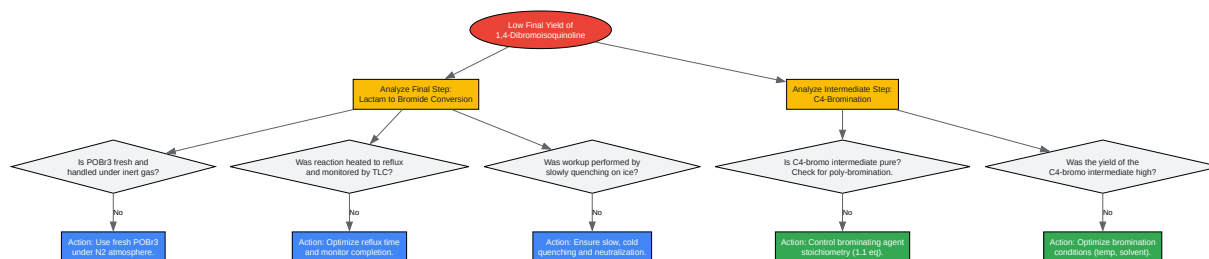 Low Final Yield of
1,4-Dibromoisoquinoline
Analyze Final Step:
Lactam to Bromide Conversion
Analyze Intermediate Step:
C4-Bromination
Is POBr3 fresh and
handled under inert gas?
Was reaction heated to reflux
and monitored by TLC?
Was workup performed by
slowly quenching on ice?
Is C4-bromo intermediate pure?
Check for poly-bromination.
Was the yield of the
C4-bromo intermediate high?
No
No
No
No
No
Action: Use fresh POBr3
under N2 atmosphere.
Action: Optimize reflux time
and monitor completion.
Action: Ensure slow, cold
quenching and neutralization.
Action: Control brominating agent
stoichiometry (1.1 eq).
Action: Optimize bromination
conditions (temp, solvent).